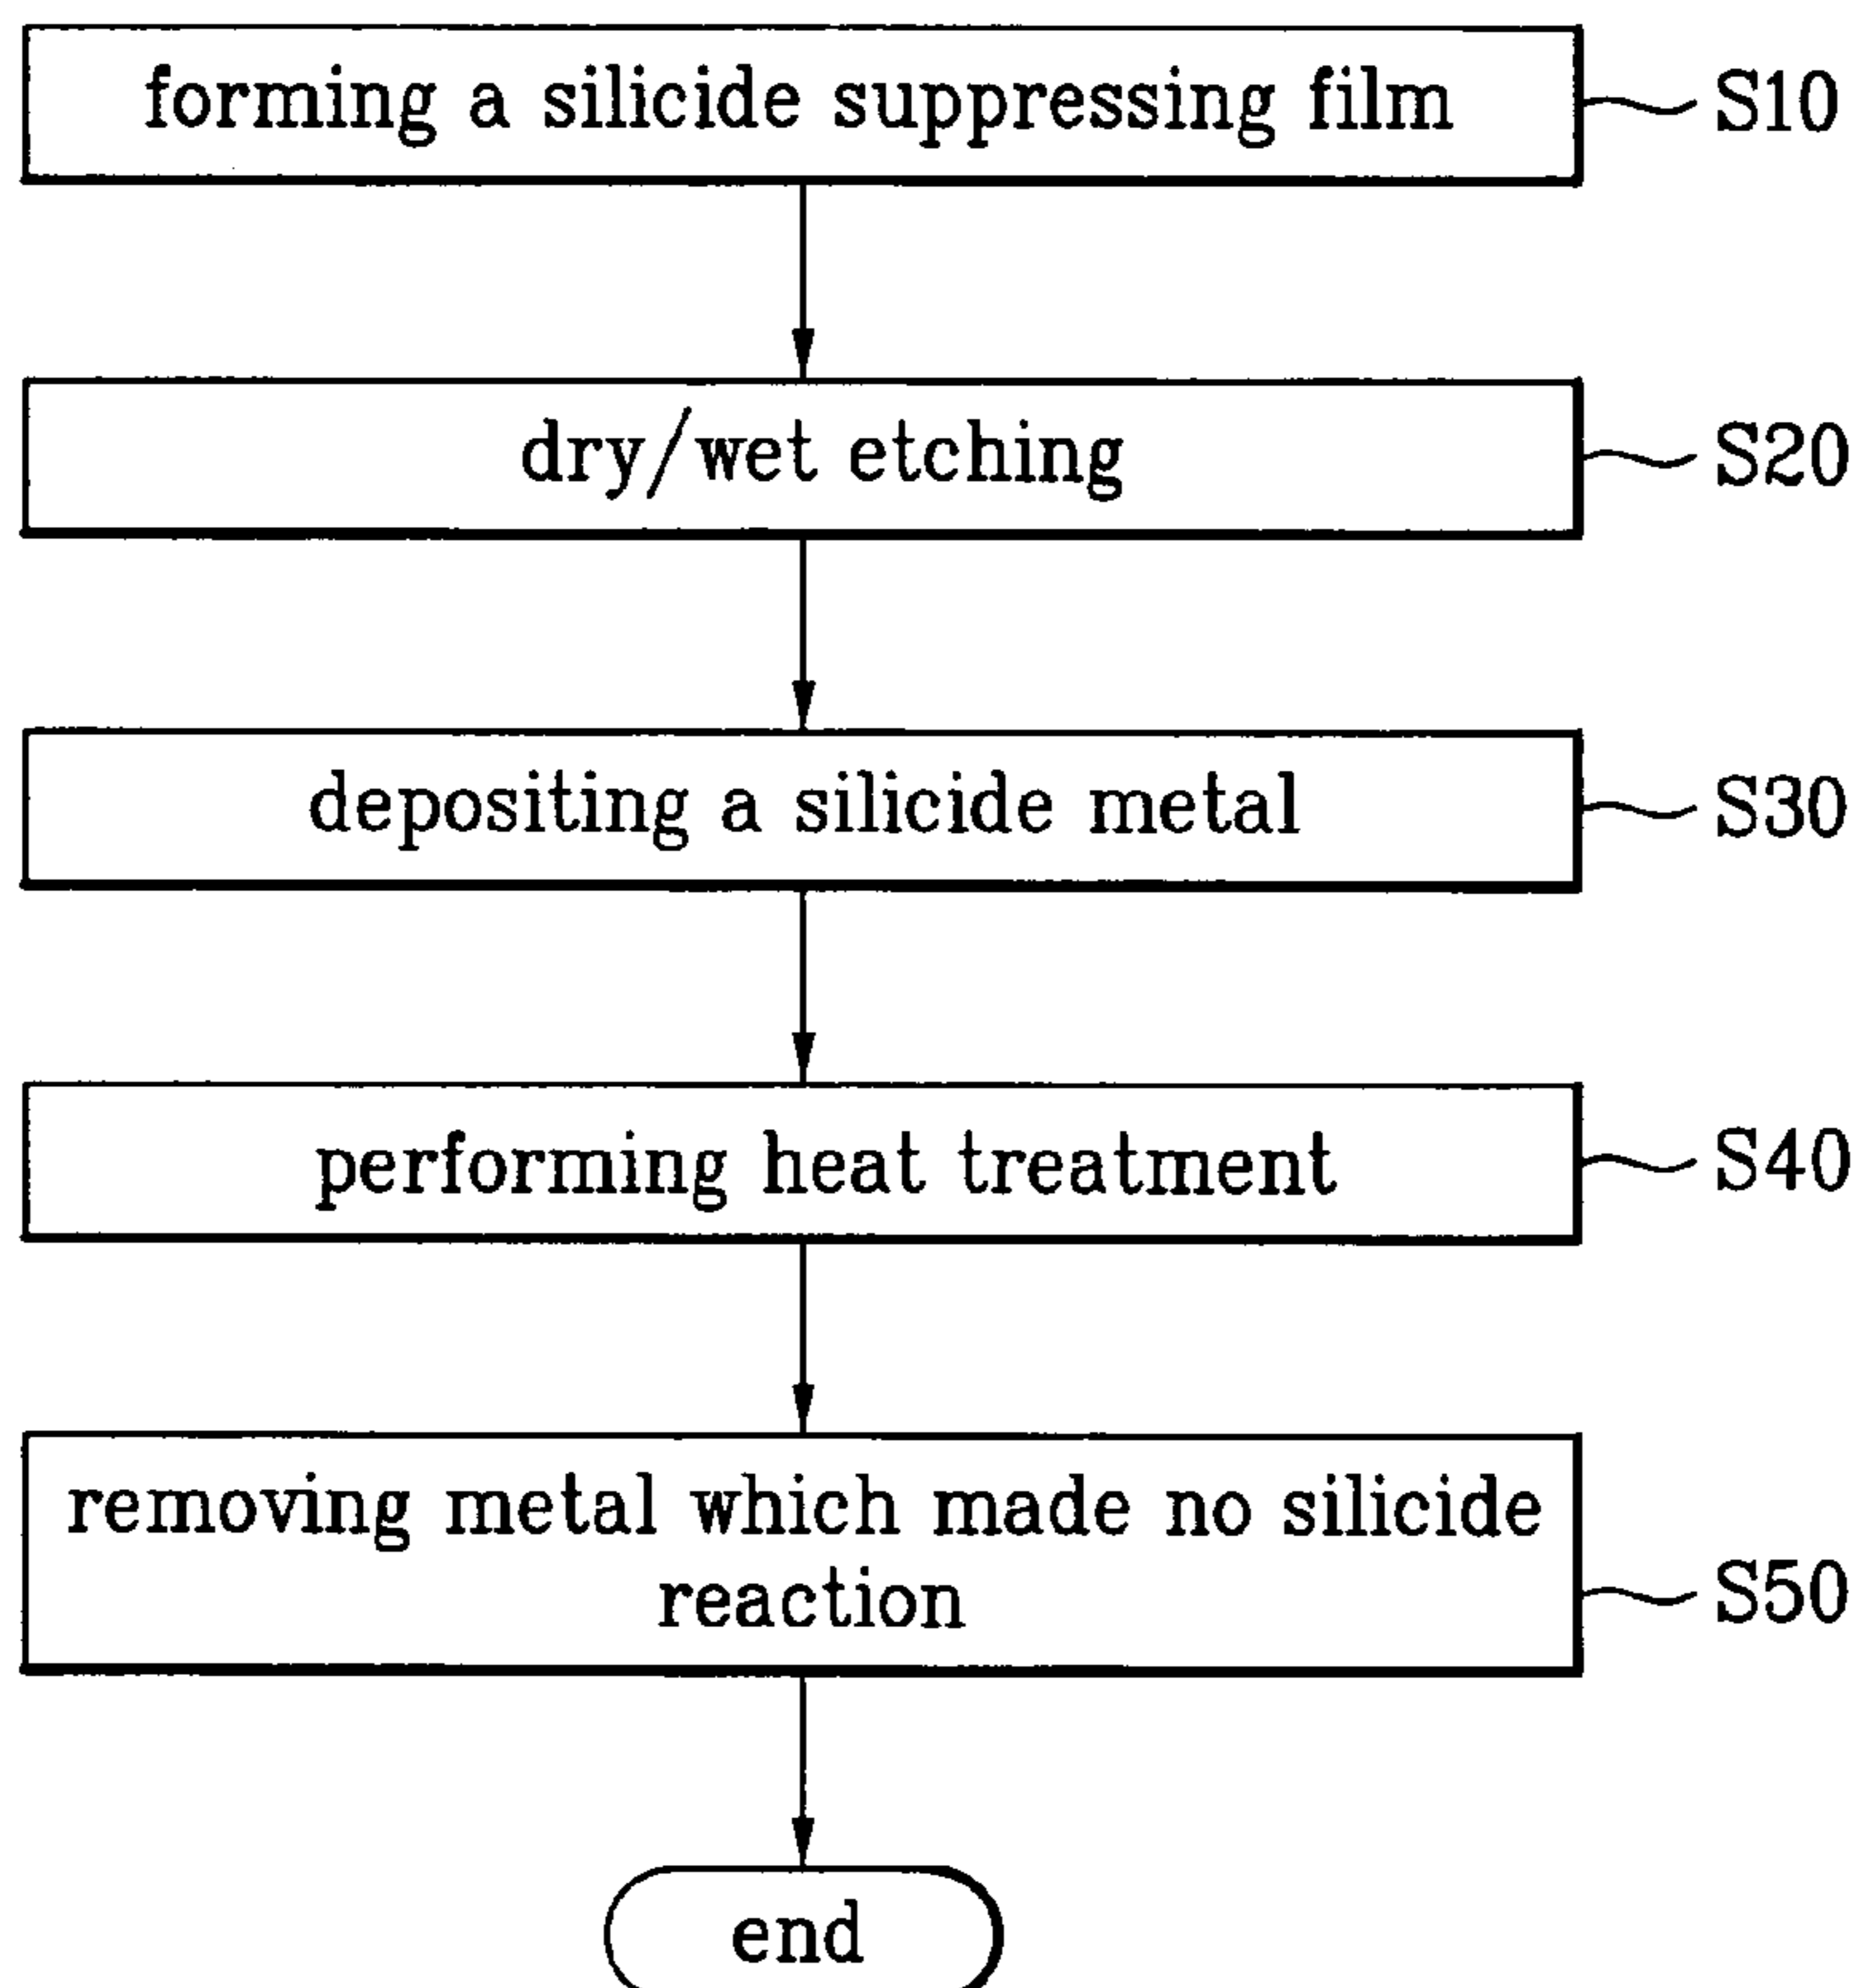 forming a silicide suppressing film S10
dry/wet etching S20
depositing a silicide metal S30
performing heat treatment S40
removing metal which made no silicide
reaction S50
end